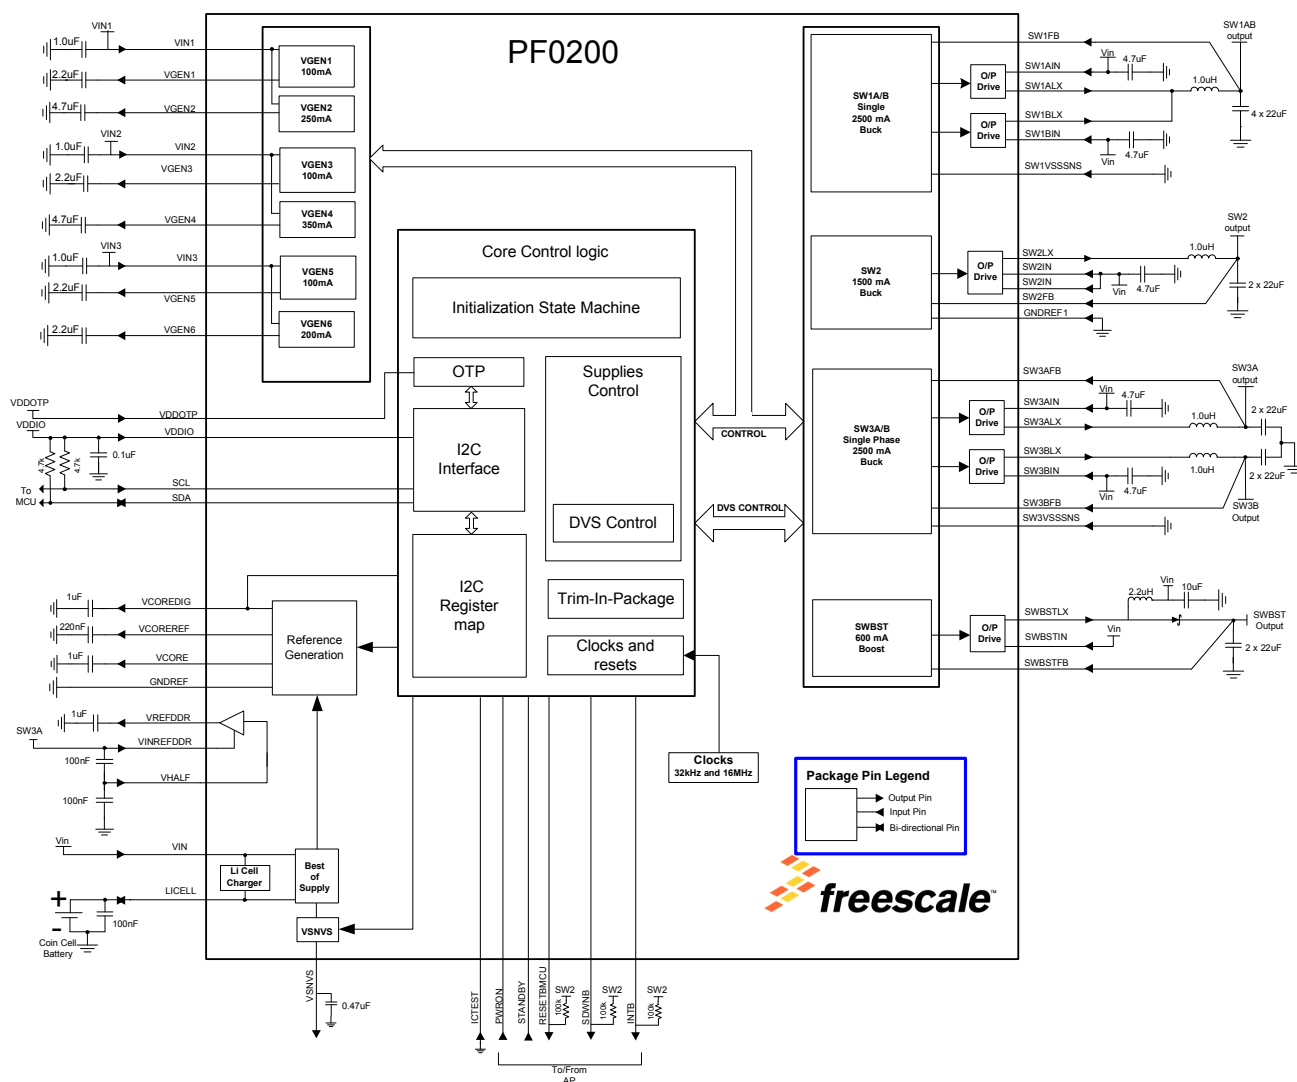 PF0200
VIN1
1.0uF
VIN1
2.2uF
VGEN1
4.7uF
VGEN2
VIN2
1.0uF
VIN2
2.2uF
VGEN3
4.7uF
VGEN4
VIN3
1.0uF
VIN3
2.2uF
VGEN5
2.2uF
VGEN6
VGEN1
100mA
VGEN2
250mA
VGEN3
100mA
VGEN4
350mA
VGEN5
100mA
VGEN6
200mA
VDDOTP
VDDOTP
VDDIO
VDDIO
4.7k
4.7k
0.1uF
To
MCU
SCL
SDA
1uF
VCOREDIG
220nF
VCOREREF
1uF
VCORE
GNDREF
Reference
Generation
1uF
VREFDDR
SW3A
VINREFDDR
100nF
VHALF
100nF
Vin
VIN
Li Cell
Charger
Best
of
Supply
LICELL
+
-
100nF
Coin Cell
Battery
VSNVS
VSNVS
0.47uF
Core Control logic
Initialization State Machine
OTP
I2C
Interface
I2C
Register
map
Supplies
Control
DVS Control
Trim-In-Package
Clocks and
resets
CONTROL
DVS CONTROL
Clocks
32kHz and 16MHz
ICTEST
PWRON
STANDBY
RESETBMCU
SW2
100k
SDWNB
SW2
100k
INTB
SW2
100k
To/From
AP
SW1A/B
Single
2500 mA
Buck
O/P
Drive
O/P
Drive
SW1FB
SW1AIN
Vin
4.7uF
SW1ALX
SW1BLX
SW1BIN
Vin
4.7uF
SW1VSSSNS
1.0uH
SW1AB
output
4 x 22uF
SW2
1500 mA
Buck
O/P
Drive
SW2LX
SW2IN
SW2IN
SW2FB
GNDREF1
Vin
4.7uF
1.0uH
SW2
output
2 x 22uF
SW3A/B
Single Phase
2500 mA
Buck
O/P
Drive
O/P
Drive
SW3AFB
SW3AIN
Vin
4.7uF
SW3ALX
1.0uH
SW3A
output
2 x 22uF
SW3BLX
1.0uH
SW3BIN
Vin
4.7uF
2 x 22uF
SW3BFB
SW3B
Output
SW3VSSSNS
SWBST
600 mA
Boost
O/P
Drive
SWBSTLX
2.2uH
Vin
10uF
SWBSTIN
Vin
SWBSTFB
SWBST
Output
2 x 22uF
Package Pin Legend
Output Pin
Input Pin
Bi-directional Pin
freescale™